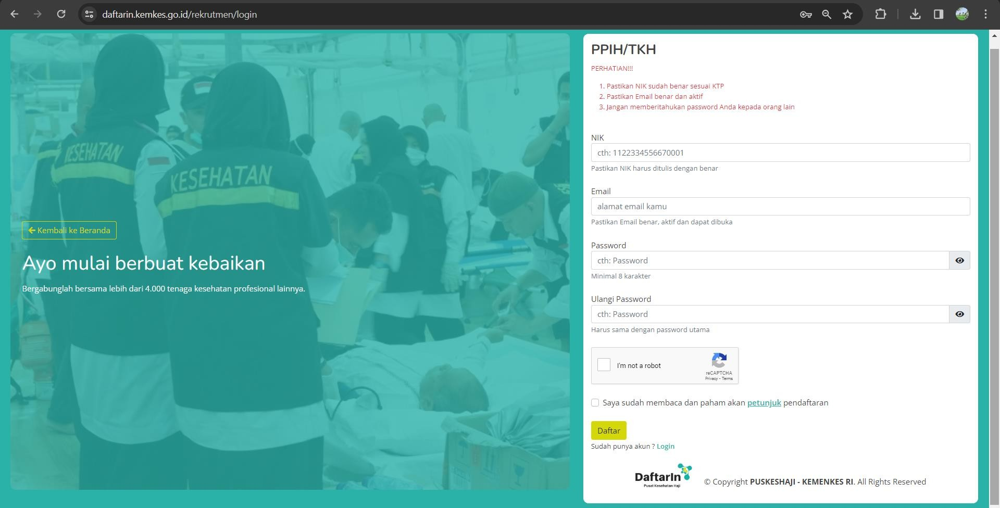 daftarin.kemkes.go.id/rekrutmen/login
KESEHATAN
KESEHATAN
← Kembali ke Beranda
Ayo mulai berbuat kebaikan
Bergabunglah bersama lebih dari 4.000 tenaga kesehatan profesional lainnya.
PPIH/TKH
PERHATIAN!!!
1. Pastikan NIK sudah benar sesuai KTP
2. Pastikan Email benar dan aktif
3. Jangan memberitahukan password Anda kepada orang lain
NIK
cth: 1122334556670001
Pastikan NIK harus ditulis dengan benar
Email
alamat email kamu
Pastikan Email benar, aktif dan dapat dibuka
Password
cth: Password
Minimal 8 karakter
Ulangi Password
cth: Password
Harus sama dengan password utama
I'm not a robot
reCAPTCHA
Privacy - Terms
Saya sudah membaca dan paham akan petunjuk pendaftaran
Daftar
Sudah punya akun ? Login
DaftarIn
Pusat Kesehatan Haji
© Copyright PUSKESHAJI - KEMENKES RI. All Rights Reserved